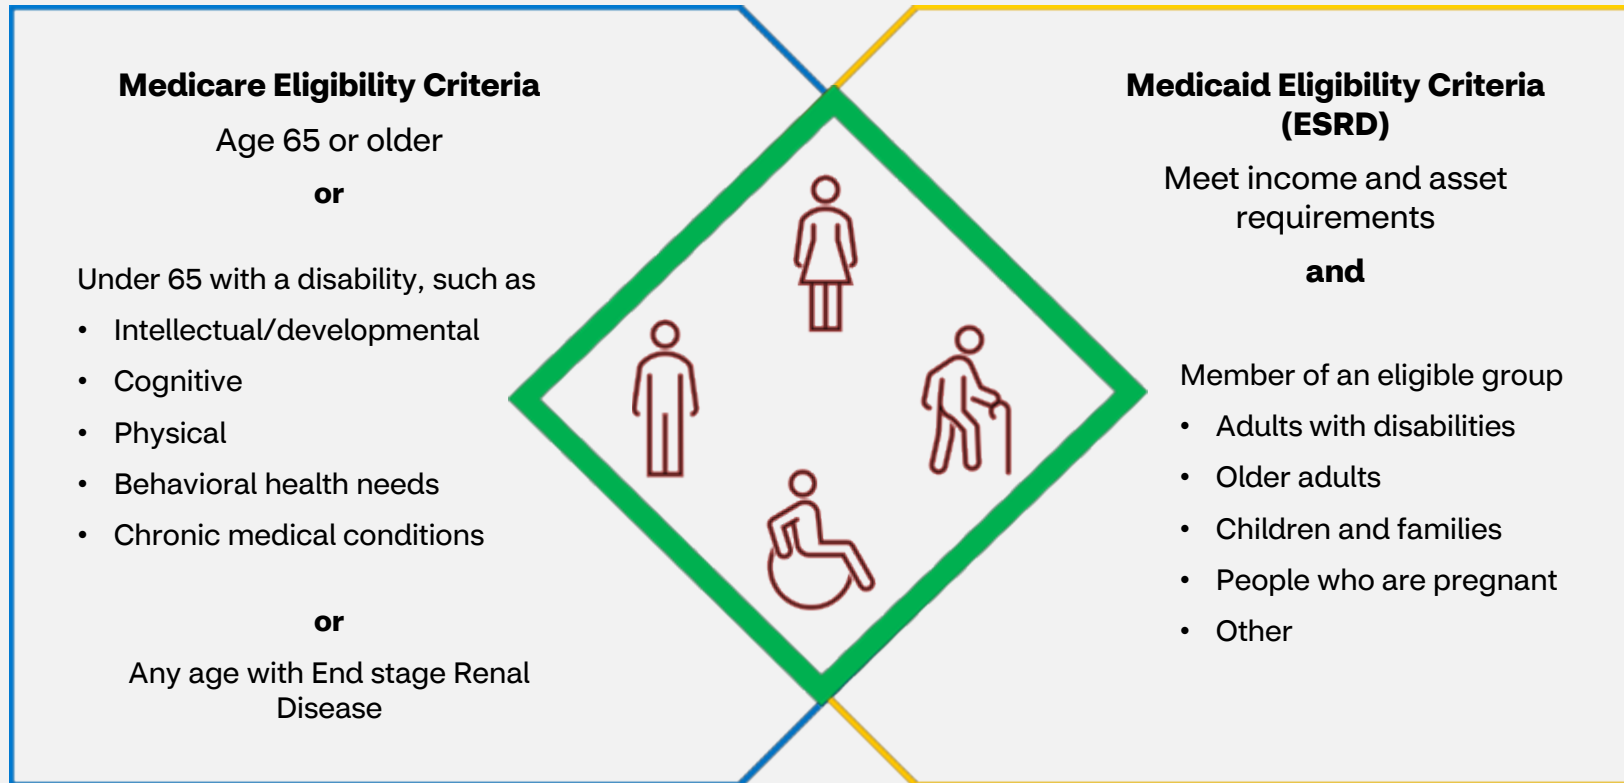 Medicare Eligibility Criteria
Age 65 or older
or
Under 65 with a disability, such as
• Intellectual/developmental
• Cognitive
• Physical
• Behavioral health needs
• Chronic medical conditions
or
Any age with End stage Renal
Disease
Medicaid Eligibility Criteria
(ESRD)
Meet income and asset
requirements
and
Member of an eligible group
• Adults with disabilities
• Older adults
• Children and families
• People who are pregnant
• Other